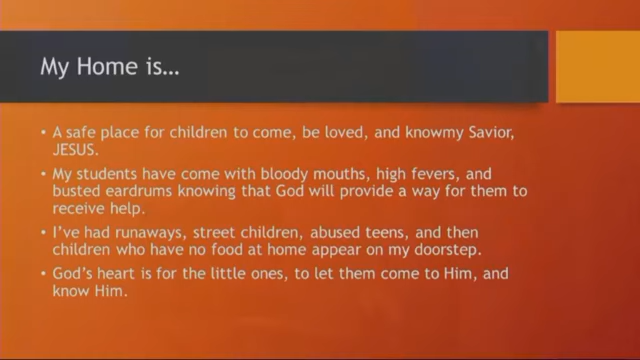 My Home is...
• A safe place for children to come, be loved, and knowmy Savior,
JESUS.
• My students have come with bloody mouths, high fevers, and
busted eardrums knowing that God will provide a way for them to
receive help.
• I've had runaways, street children, abused teens, and then
children who have no food at home appear on my doorstep.
• God's heart is for the little ones, to let them come to Him, and
know Him.